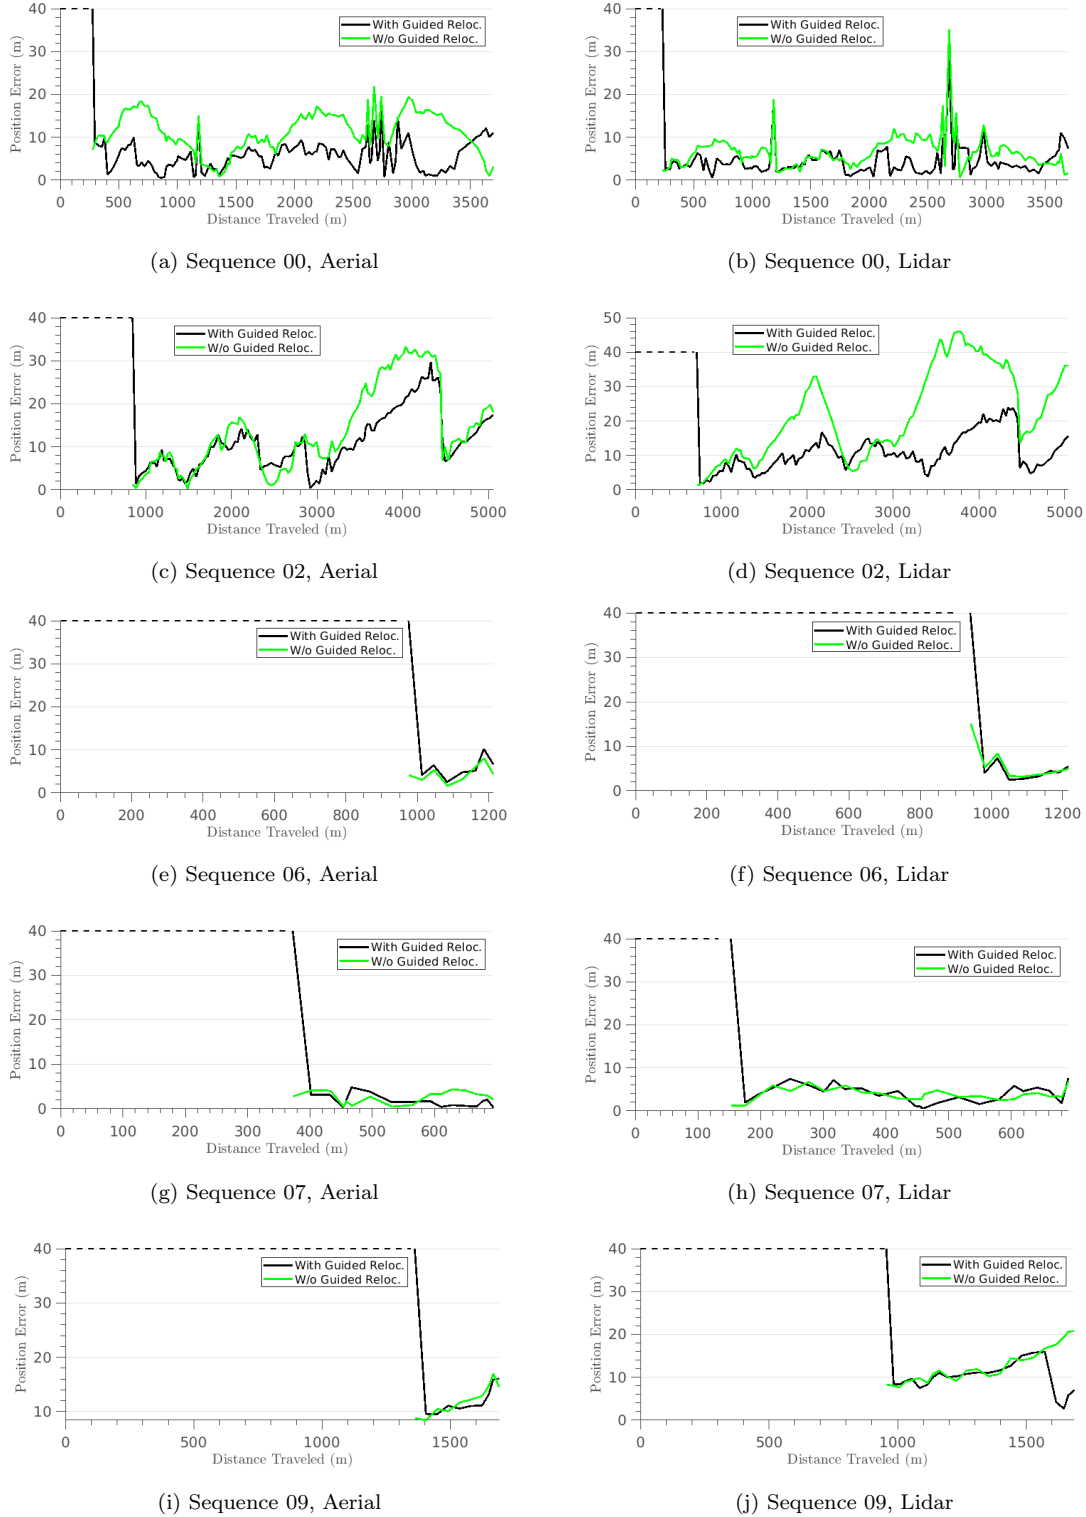 40
30
20
10
0
Position Error (m)
With Guided Reloc.
W/o Guided Reloc.
0 500 1000 1500 2000 2500 3000 3500
Distance Traveled (m)
(a) Sequence 00, Aerial
40
30
20
10
0
Position Error (m)
With Guided Reloc.
W/o Guided Reloc.
0 500 1000 1500 2000 2500 3000 3500
Distance Traveled (m)
(b) Sequence 00, Lidar
40
30
20
10
0
Position Error (m)
With Guided Reloc.
W/o Guided Reloc.
0 1000 2000 3000 4000 5000
Distance Traveled (m)
(c) Sequence 02, Aerial
50
40
30
20
10
0
Position Error (m)
With Guided Reloc.
W/o Guided Reloc.
0 1000 2000 3000 4000 5000
Distance Traveled (m)
(d) Sequence 02, Lidar
40
30
20
10
0
Position Error (m)
With Guided Reloc.
W/o Guided Reloc.
0 200 400 600 800 1000 1200
Distance Traveled (m)
(e) Sequence 06, Aerial
40
30
20
10
0
Position Error (m)
With Guided Reloc.
W/o Guided Reloc.
0 200 400 600 800 1000 1200
Distance Traveled (m)
(f) Sequence 06, Lidar
40
30
20
10
0
Position Error (m)
With Guided Reloc.
W/o Guided Reloc.
0 100 200 300 400 500 600
Distance Traveled (m)
(g) Sequence 07, Aerial
40
30
20
10
0
Position Error (m)
With Guided Reloc.
W/o Guided Reloc.
0 100 200 300 400 500 600
Distance Traveled (m)
(h) Sequence 07, Lidar
40
30
20
10
Position Error (m)
With Guided Reloc.
W/o Guided Reloc.
0 500 1000 1500
Distance Traveled (m)
(i) Sequence 09, Aerial
40
30
20
10
0
Position Error (m)
With Guided Reloc.
W/o Guided Reloc.
0 500 1000 1500
Distance Traveled (m)
(j) Sequence 09, Lidar